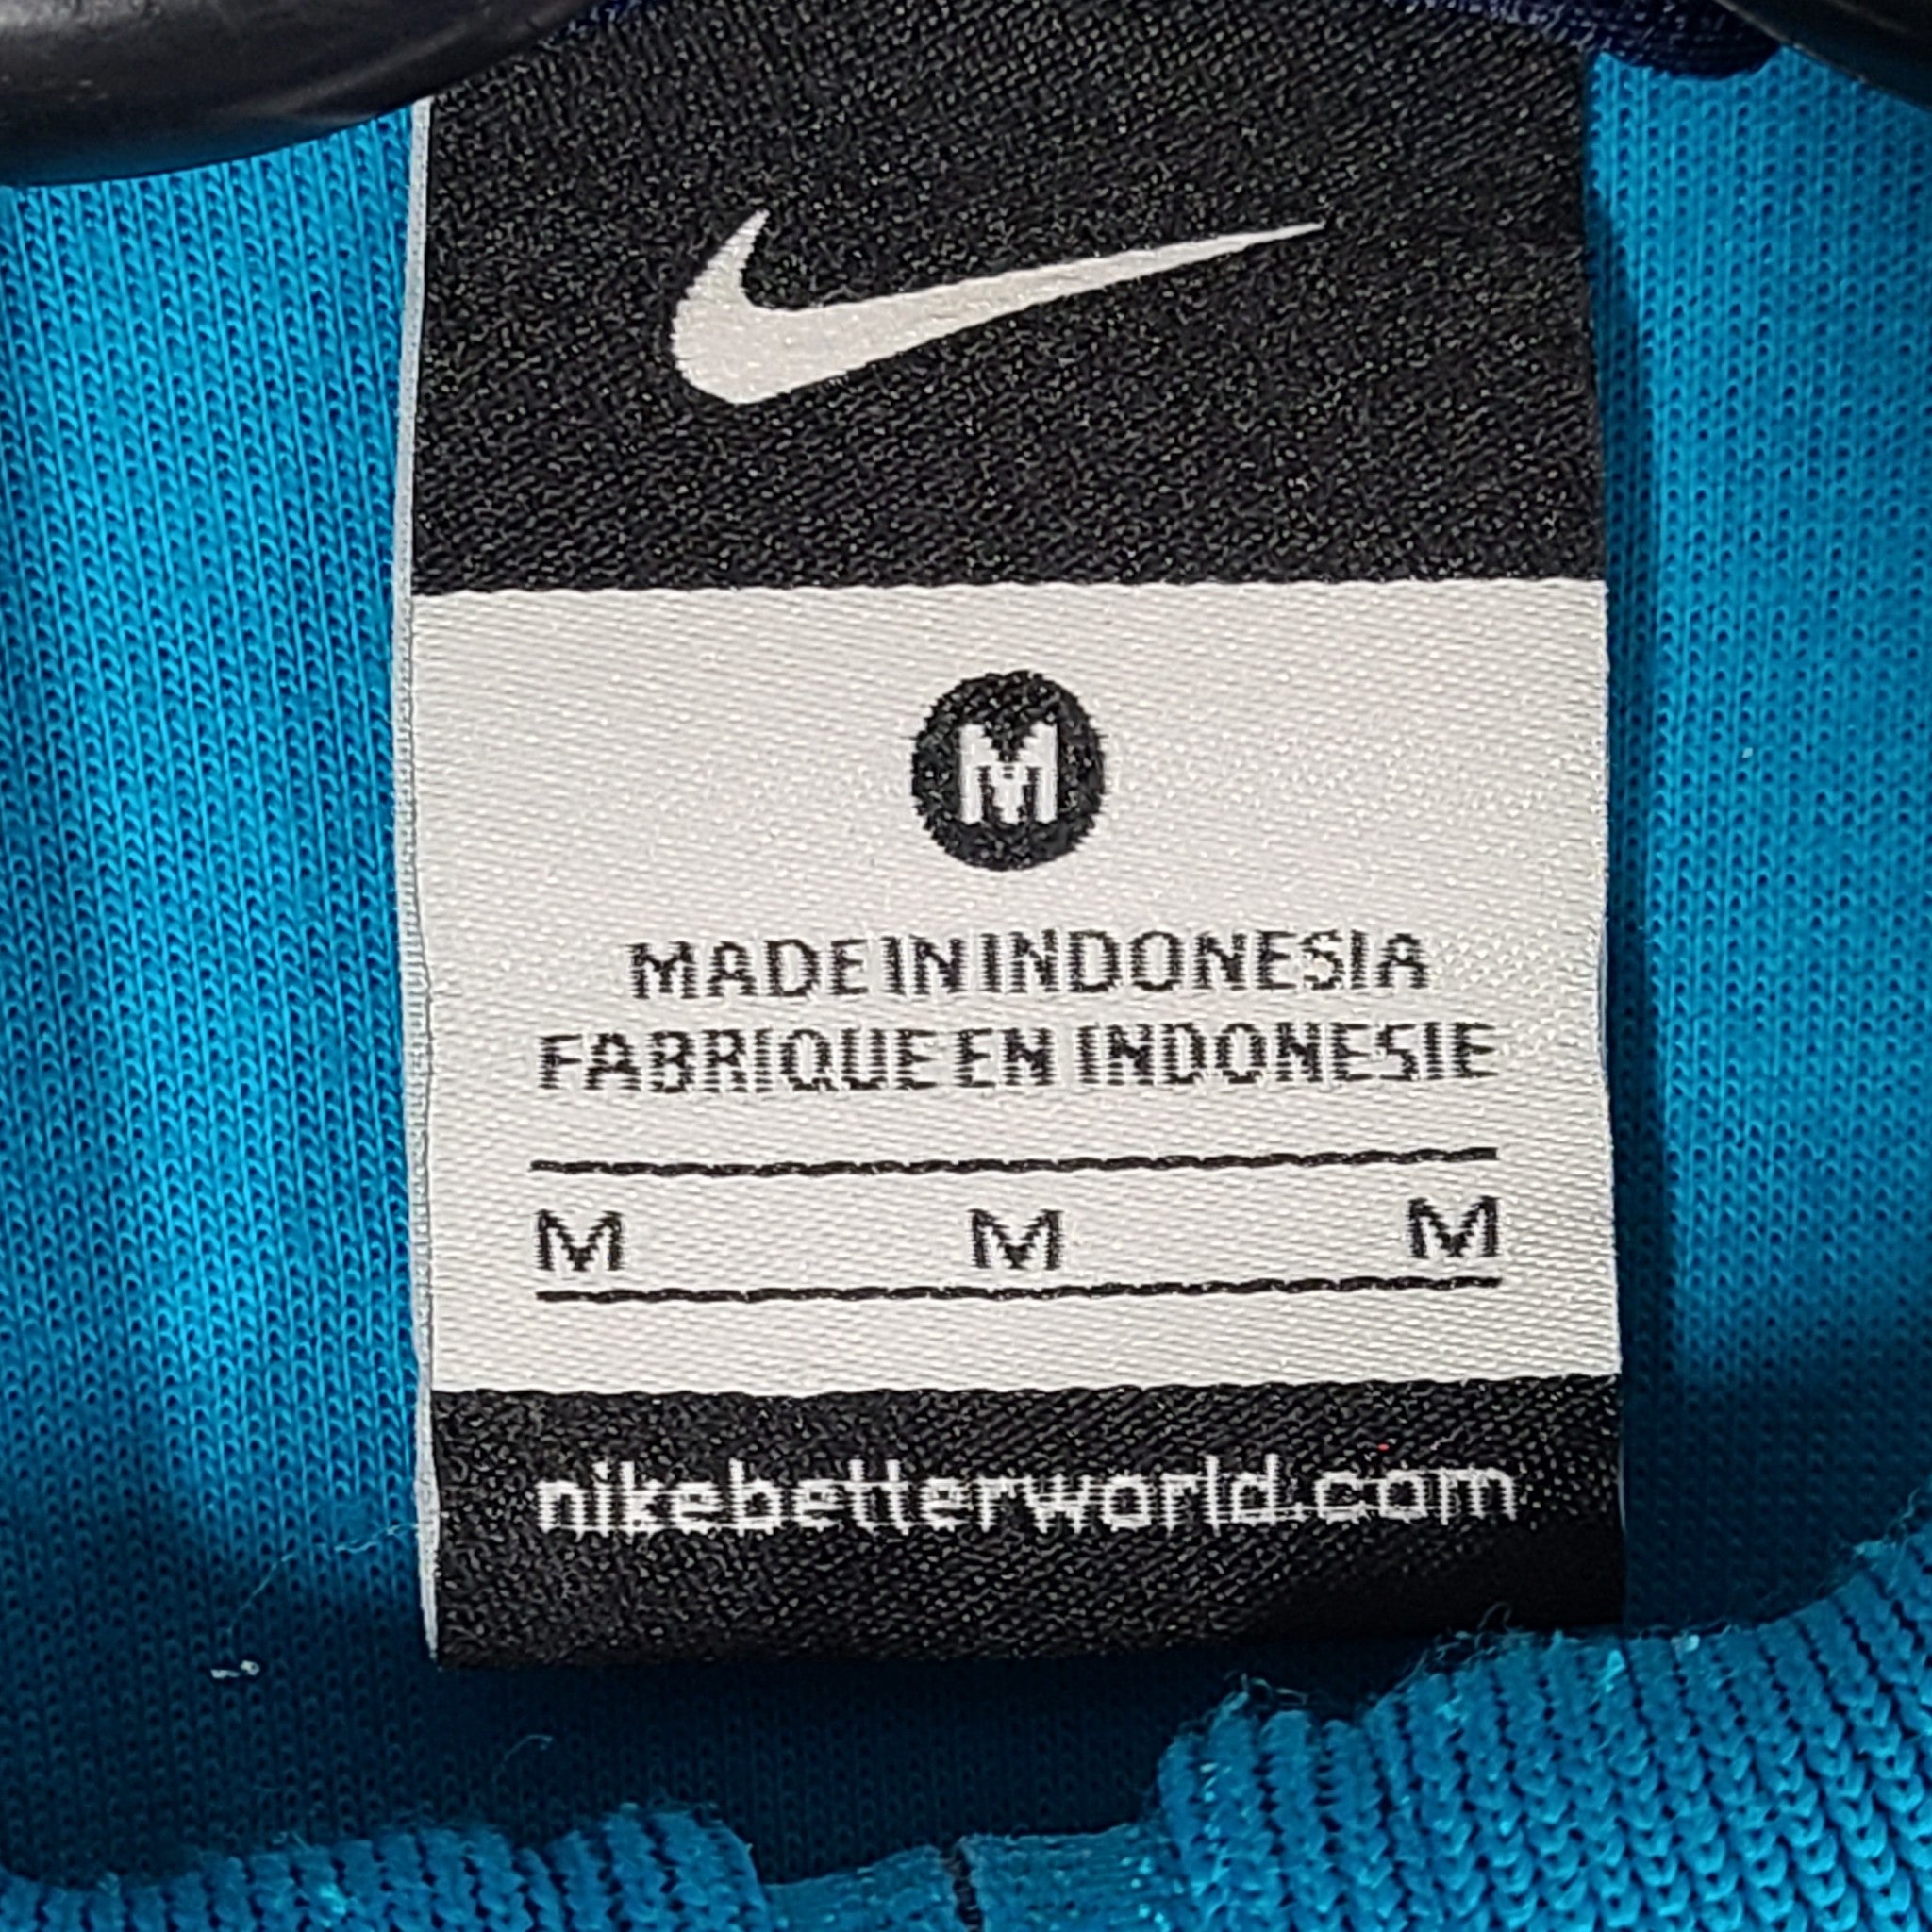 M
MADE IN INDONESIA
FABRIQUE EN INDONESIE
M M M
nikebetterworld.com